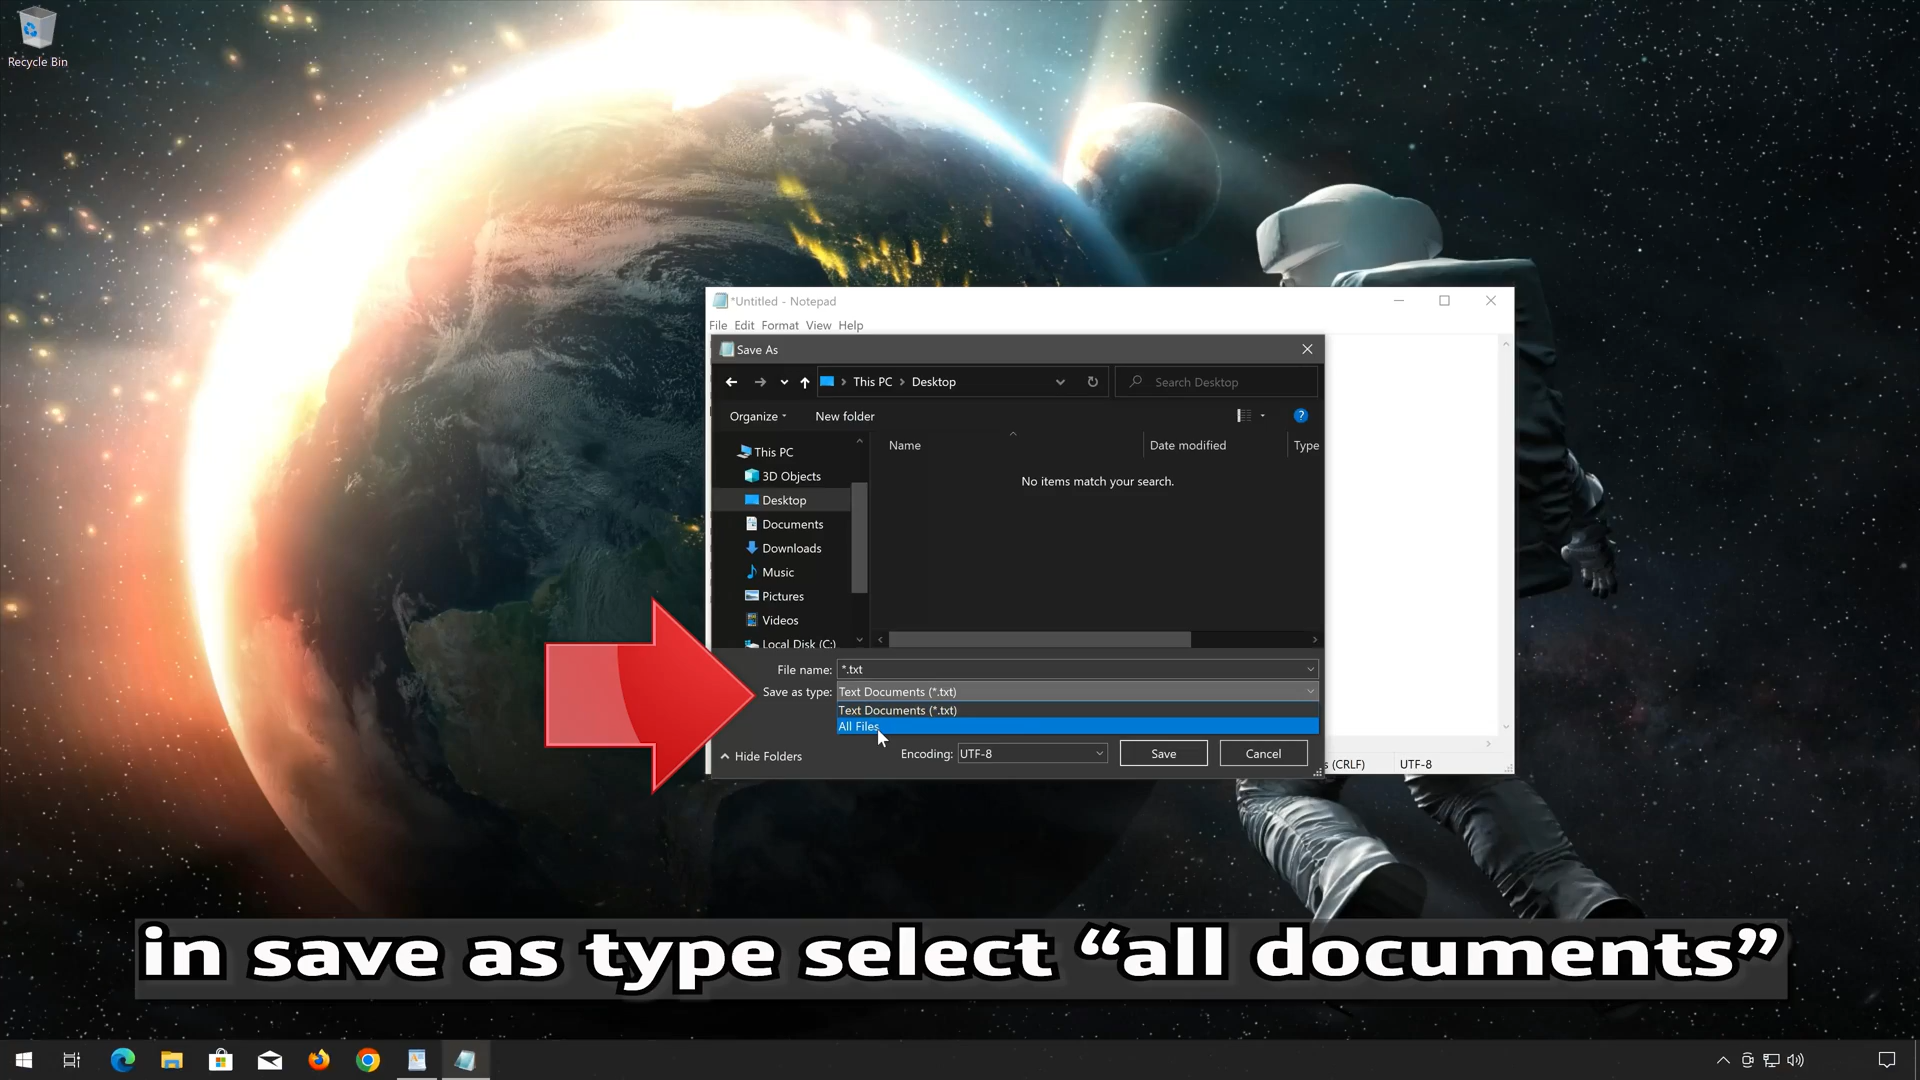 Recycle Bin
*Untitled - Notepad
File Edit Format View Help
Save As
This PC Desktop
Search Desktop
Organize New folder
?
Name Date modified Type
No items match your search.
This PC
3D Objects
Desktop
Documents
Downloads
Music
Pictures
Videos
Local Disk (C:)
File name: *.txt
Save as type: Text Documents (*.txt)
Text Documents (*.txt)
All Files
Hide Folders Encoding: UTF-8 Save Cancel
(CRLF) UTF-8
in save as type select “all documents”